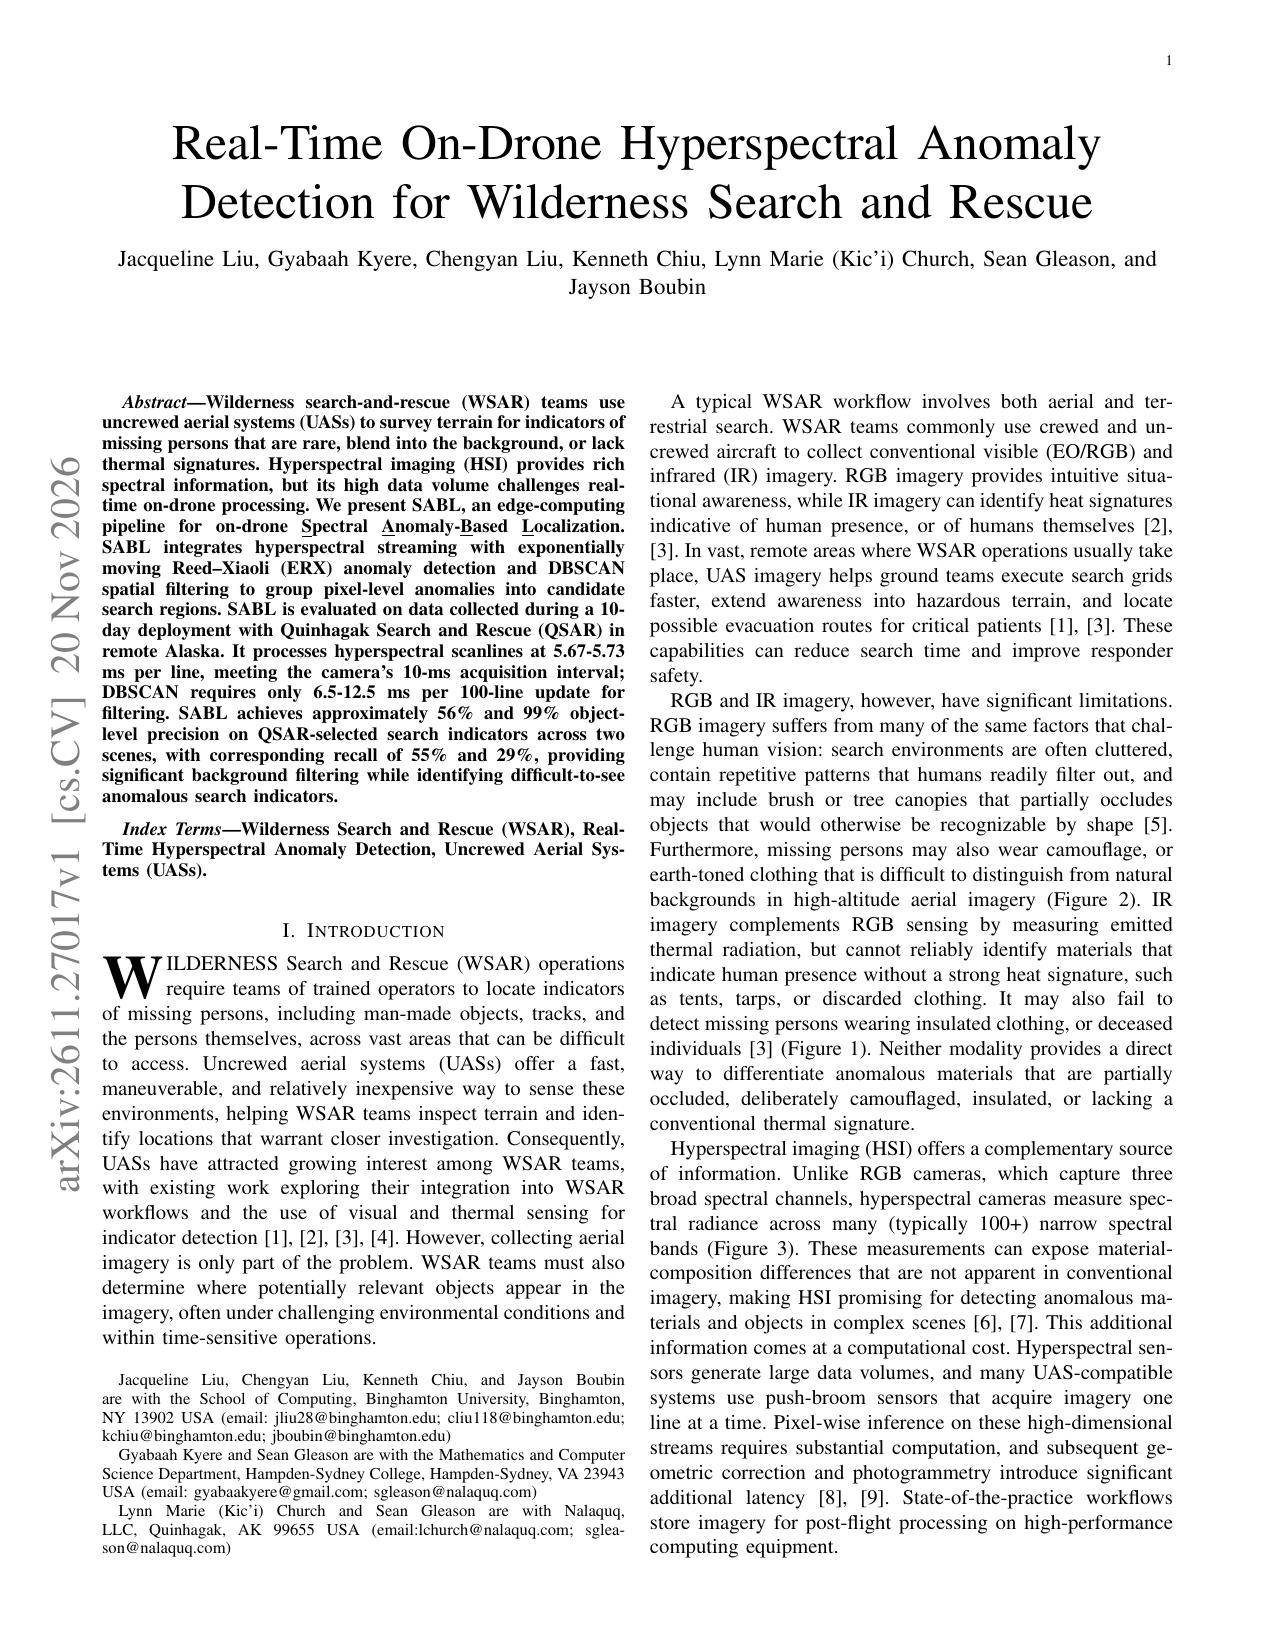 1
Real-Time On-Drone Hyperspectral Anomaly
Detection for Wilderness Search and Rescue
Jacqueline Liu, Gyabaah Kyere, Chengyan Liu, Kenneth Chiu, Lynn Marie (Kic'i) Church, Sean Gleason, and
Jayson Boubin
arXiv:2611.27017v1 [cs.CV] 20 Nov 2026
Abstract—Wilderness search-and-rescue (WSAR) teams use
uncrewed aerial systems (UASs) to survey terrain for indicators of
missing persons that are rare, blend into the background, or lack
thermal signatures. Hyperspectral imaging (HSI) provides rich
spectral information, but its high data volume challenges real-
time on-drone processing. We present SABL, an edge-computing
pipeline for on-drone Spectral Anomaly-Based Localization.
SABL integrates hyperspectral streaming with exponentially
moving Reed–Xiaoli (ERX) anomaly detection and DBSCAN
spatial filtering to group pixel-level anomalies into candidate
search regions. SABL is evaluated on data collected during a 10-
day deployment with Quinhagak Search and Rescue (QSAR) in
remote Alaska. It processes hyperspectral scanlines at 5.67-5.73
ms per line, meeting the camera's 10-ms acquisition interval;
DBSCAN requires only 6.5-12.5 ms per 100-line update for
filtering. SABL achieves approximately 56% and 99% object-
level precision on QSAR-selected search indicators across two
scenes, with corresponding recall of 55% and 29%, providing
significant background filtering while identifying difficult-to-see
anomalous search indicators.
Index Terms—Wilderness Search and Rescue (WSAR), Real-
Time Hyperspectral Anomaly Detection, Uncrewed Aerial Sys-
tems (UASs).
I. INTRODUCTION
WILDERNESS Search and Rescue (WSAR) operations
require teams of trained operators to locate indicators
of missing persons, including man-made objects, tracks, and
the persons themselves, across vast areas that can be difficult
to access. Uncrewed aerial systems (UASs) offer a fast,
maneuverable, and relatively inexpensive way to sense these
environments, helping WSAR teams inspect terrain and iden-
tify locations that warrant closer investigation. Consequently,
UASs have attracted growing interest among WSAR teams,
with existing work exploring their integration into WSAR
workflows and the use of visual and thermal sensing for
indicator detection [1], [2], [3], [4]. However, collecting aerial
imagery is only part of the problem. WSAR teams must also
determine where potentially relevant objects appear in the
imagery, often under challenging environmental conditions and
within time-sensitive operations.
Jacqueline Liu, Chengyan Liu, Kenneth Chiu, and Jayson Boubin
are with the School of Computing, Binghamton University, Binghamton,
NY 13902 USA (email: jliu28@binghamton.edu; cliu118@binghamton.edu;
kchiu@binghamton.edu; jboubin@binghamton.edu)
Gyabaah Kyere and Sean Gleason are with the Mathematics and Computer
Science Department, Hampden-Sydney College, Hampden-Sydney, VA 23943
USA (email: gyabaakyere@gmail.com; sgleason@nalaquq.com)
Lynn Marie (Kic'i) Church and Sean Gleason are with Nalaquq,
LLC, Quinhagak, AK 99655 USA (email:lchurch@nalaquq.com; sglea-
son@nalaquq.com)
A typical WSAR workflow involves both aerial and ter-
restrial search. WSAR teams commonly use crewed and un-
crewed aircraft to collect conventional visible (EO/RGB) and
infrared (IR) imagery. RGB imagery provides intuitive situa-
tional awareness, while IR imagery can identify heat signatures
indicative of human presence, or of humans themselves [2],
[3]. In vast, remote areas where WSAR operations usually take
place, UAS imagery helps ground teams execute search grids
faster, extend awareness into hazardous terrain, and locate
possible evacuation routes for critical patients [1], [3]. These
capabilities can reduce search time and improve responder
safety.
RGB and IR imagery, however, have significant limitations.
RGB imagery suffers from many of the same factors that chal-
lenge human vision: search environments are often cluttered,
contain repetitive patterns that humans readily filter out, and
may include brush or tree canopies that partially occludes
objects that would otherwise be recognizable by shape [5].
Furthermore, missing persons may also wear camouflage, or
earth-toned clothing that is difficult to distinguish from natural
backgrounds in high-altitude aerial imagery (Figure 2). IR
imagery complements RGB sensing by measuring emitted
thermal radiation, but cannot reliably identify materials that
indicate human presence without a strong heat signature, such
as tents, tarps, or discarded clothing. It may also fail to
detect missing persons wearing insulated clothing, or deceased
individuals [3] (Figure 1). Neither modality provides a direct
way to differentiate anomalous materials that are partially
occluded, deliberately camouflaged, insulated, or lacking a
conventional thermal signature.
Hyperspectral imaging (HSI) offers a complementary source
of information. Unlike RGB cameras, which capture three
broad spectral channels, hyperspectral cameras measure spec-
tral radiance across many (typically 100+) narrow spectral
bands (Figure 3). These measurements can expose material-
composition differences that are not apparent in conventional
imagery, making HSI promising for detecting anomalous ma-
terials and objects in complex scenes [6], [7]. This additional
information comes at a computational cost. Hyperspectral sen-
sors generate large data volumes, and many UAS-compatible
systems use push-broom sensors that acquire imagery one
line at a time. Pixel-wise inference on these high-dimensional
streams requires substantial computation, and subsequent ge-
ometric correction and photogrammetry introduce significant
additional latency [8], [9]. State-of-the-practice workflows
store imagery for post-flight processing on high-performance
computing equipment.